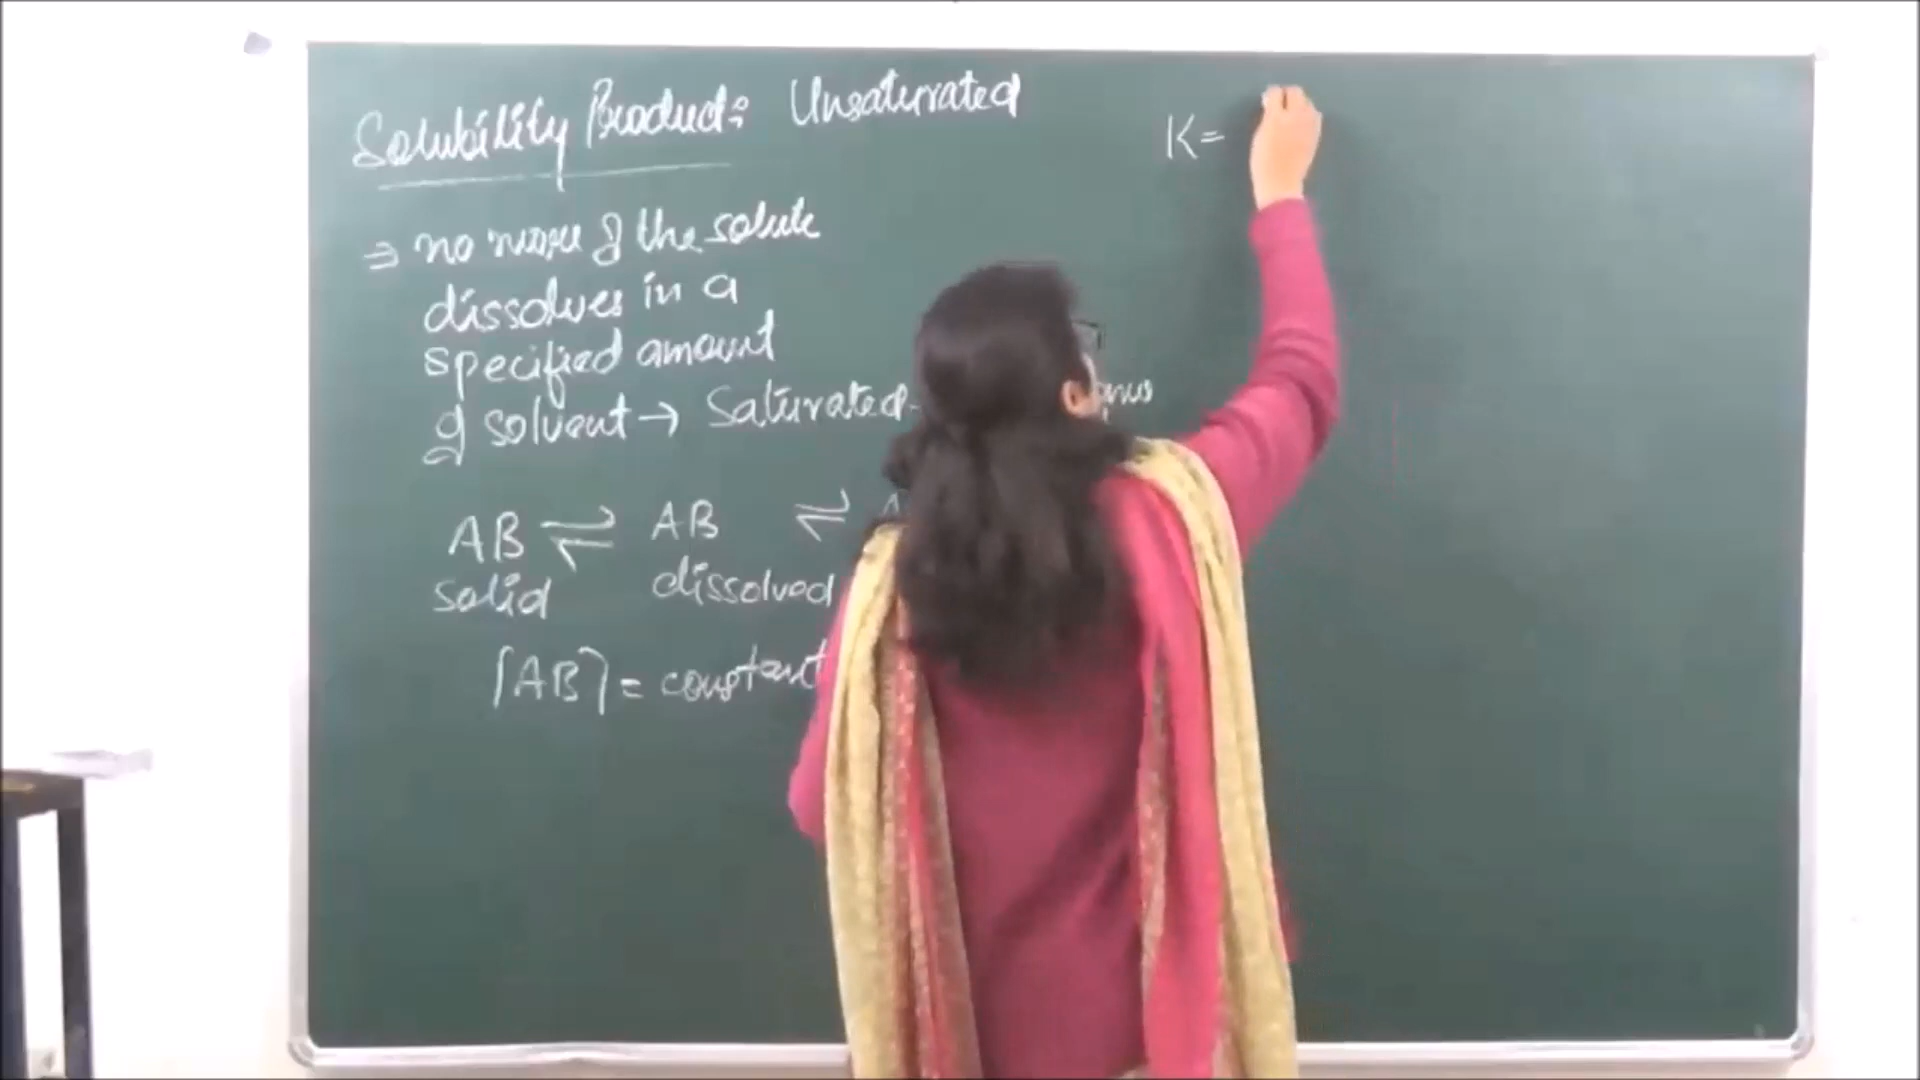 Solubility Product: Unsaturated
K=
⇒ no more of the solute
dissolves in a
specified amount
of solvent → Saturated
AB ⇌ AB ⇌
solid dissolved
[AB] = constant